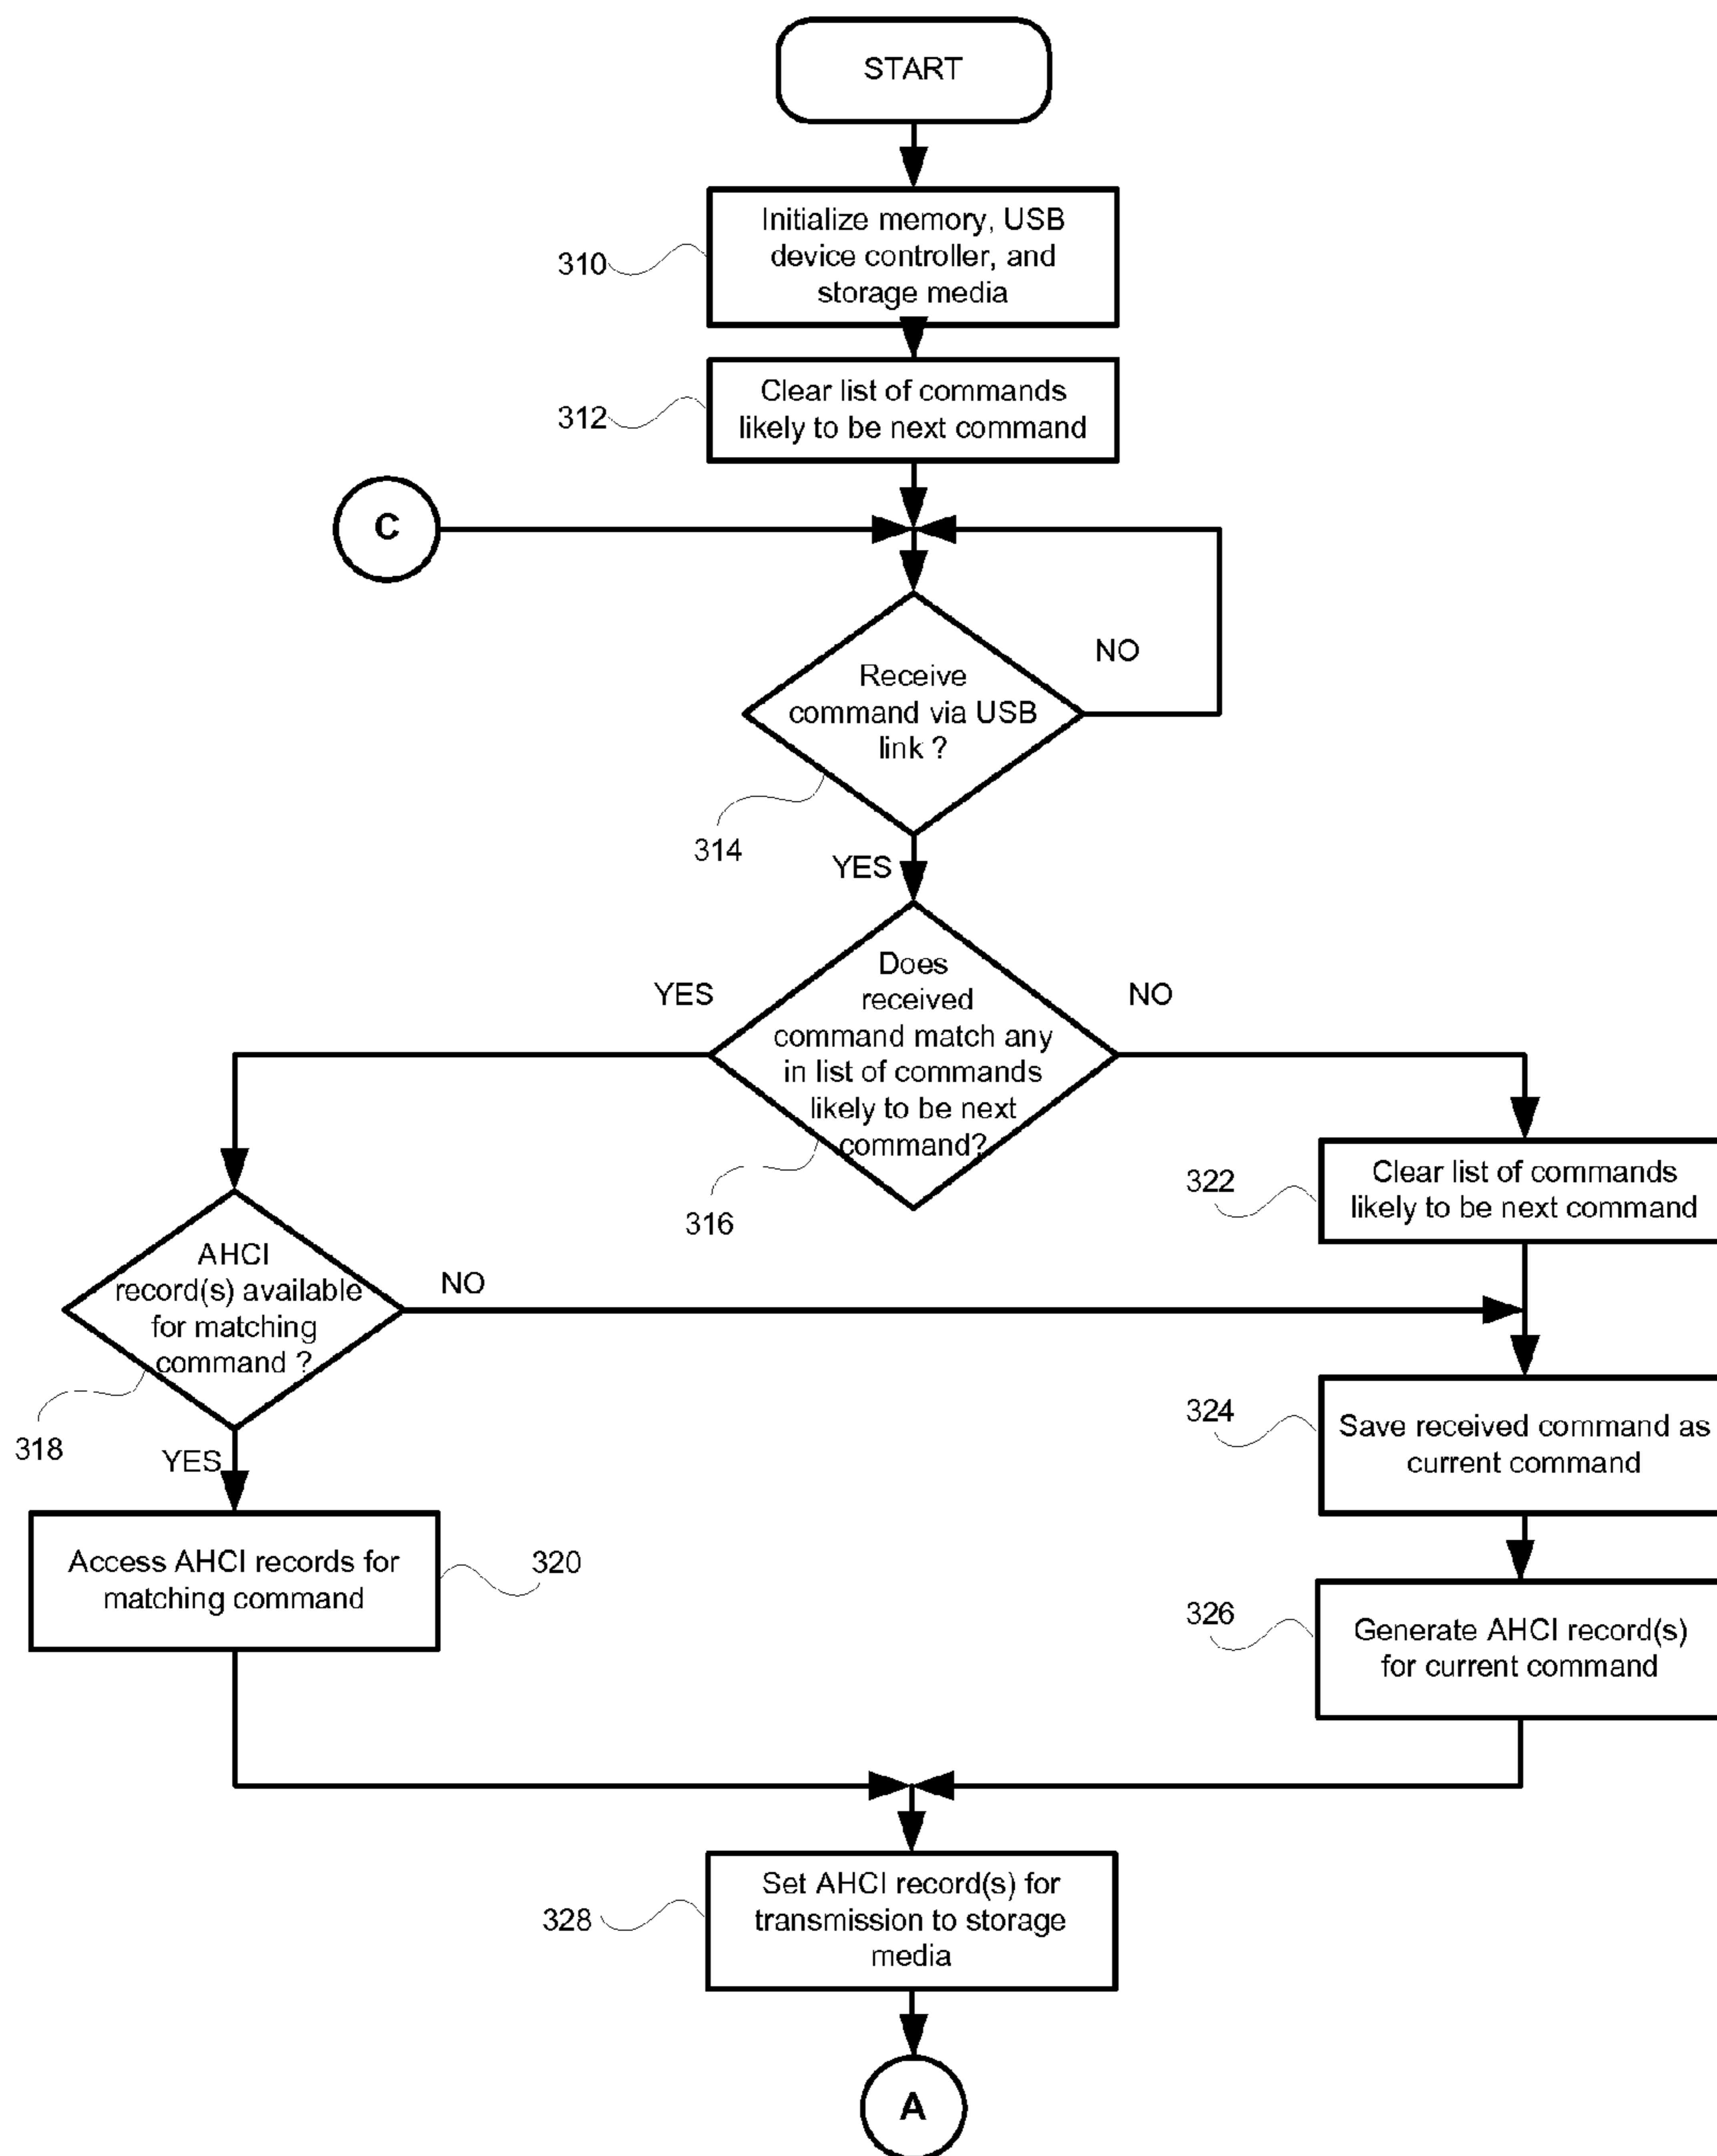 START
Initialize memory, USB
device controller, and
storage media
310
Clear list of commands
likely to be next command
312
C
Receive
command via USB
link ?
NO
314
YES
Does
received
command match any
in list of commands
likely to be next
command?
YES
NO
316
Clear list of commands
likely to be next command
322
AHCI
record(s) available
for matching
command ?
NO
318
YES
Save received command as
current command
324
Access AHCI records for
matching command
320
Generate AHCI record(s)
for current command
326
Set AHCI record(s) for
transmission to storage
media
328
A